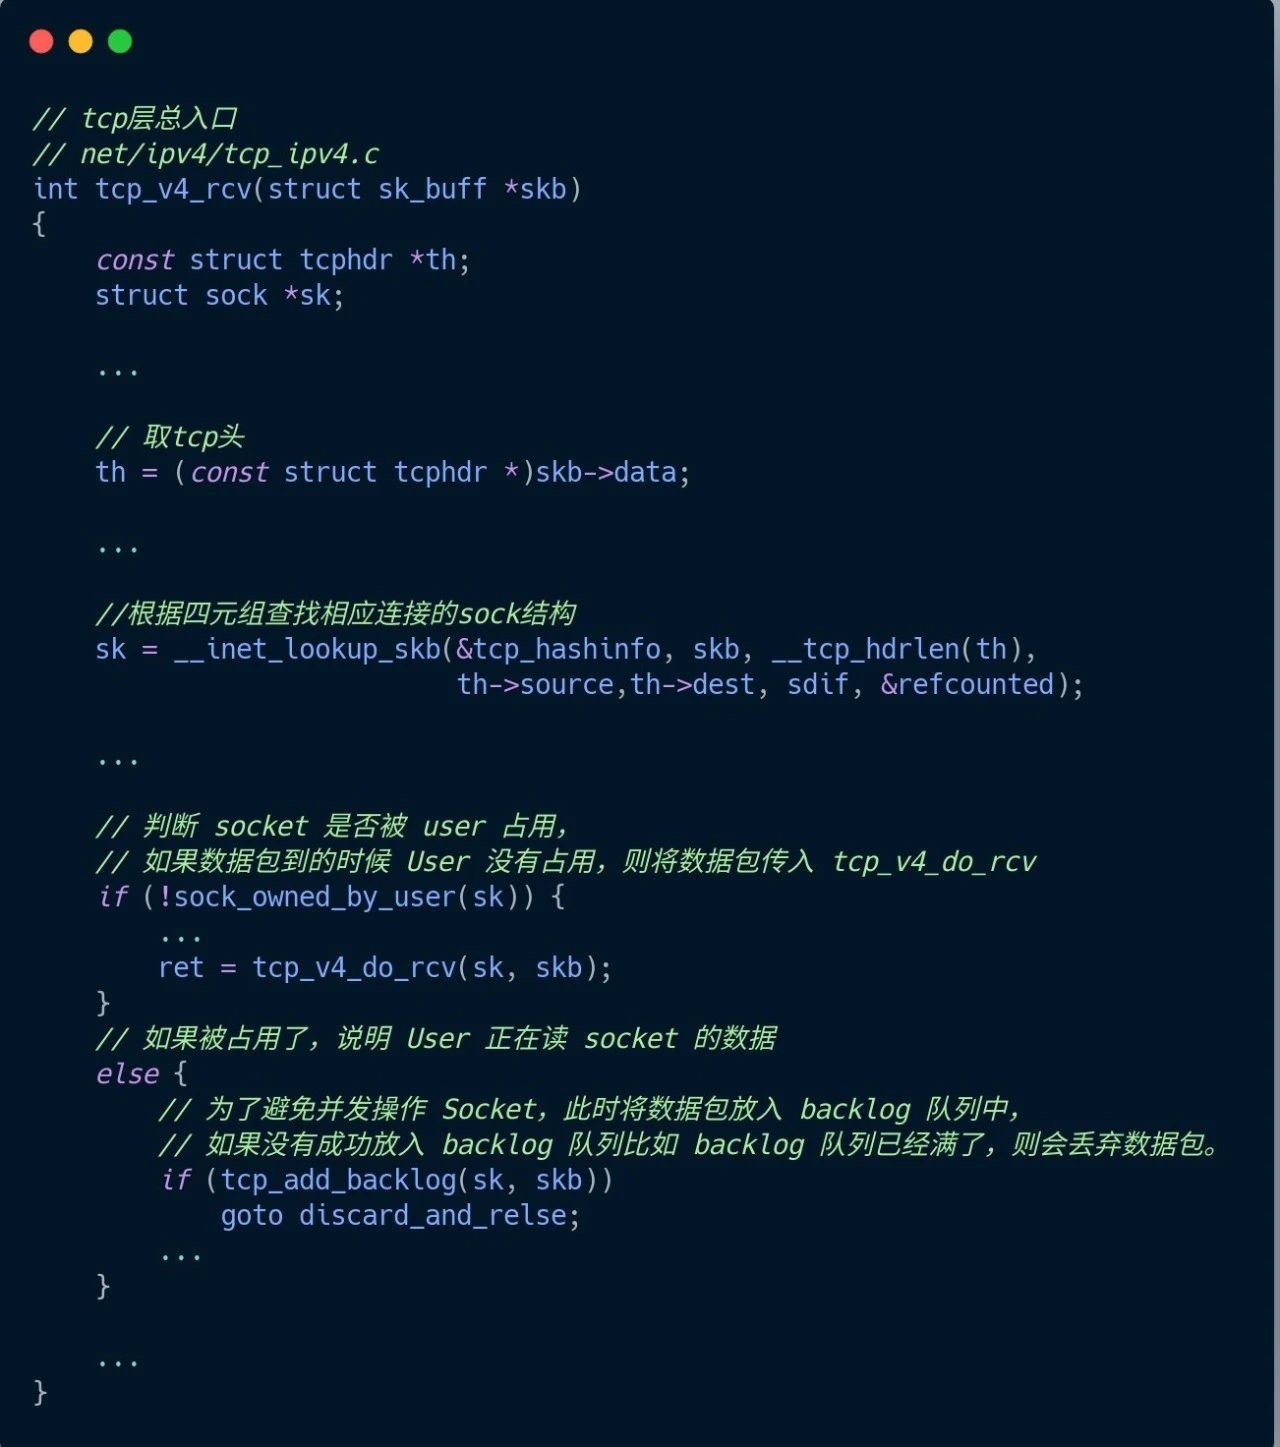 // tcp层总入口
// net/ipv4/tcp_ipv4.c
int tcp_v4_rcv(struct sk_buff *skb)
{
    const struct tcphdr *th;
    struct sock *sk;
    ...
    // 取tcp头
    th = (const struct tcphdr *)skb->data;
    ...
    //根据四元组查找相应连接的sock结构
    sk = __inet_lookup_skb(&tcp_hashinfo, skb, __tcp_hdrlen(th),
                           th->source,th->dest, sdif, &refcounted);
    ...
    // 判断 socket 是否被 user 占用，
    // 如果数据包到的时候 User 没有占用，则将数据包传入 tcp_v4_do_rcv
    if (!sock_owned_by_user(sk)) {
        ...
        ret = tcp_v4_do_rcv(sk, skb);
    }
    // 如果被占用了，说明 User 正在读 socket 的数据
    else {
        // 为了避免并发操作 Socket，此时将数据包放入 backlog 队列中，
        // 如果没有成功放入 backlog 队列比如 backlog 队列已经满了，则会丢弃数据包。
        if (tcp_add_backlog(sk, skb))
            goto discard_and_relse;
        ...
    }
    ...
}